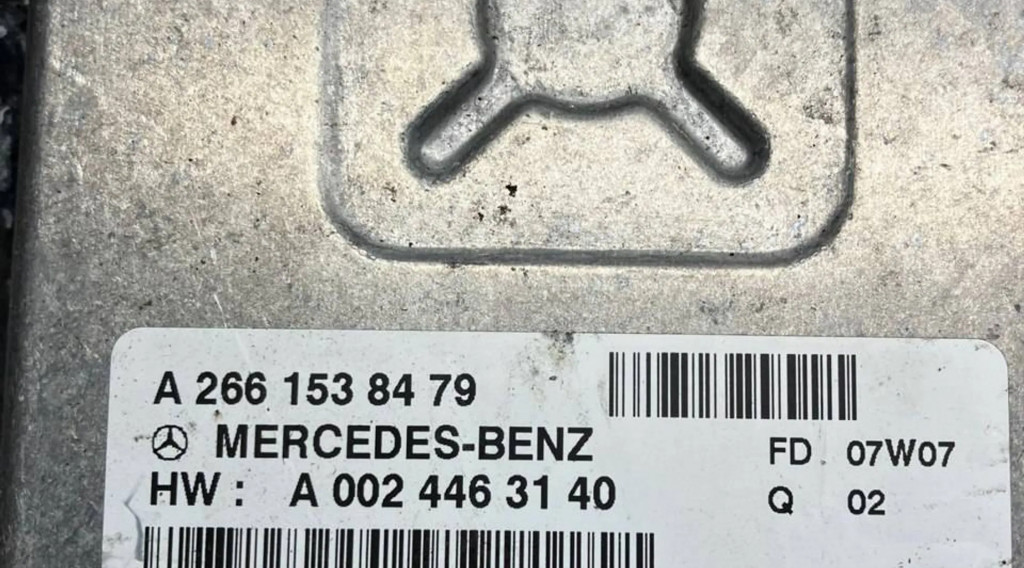 A 266 153 84 79
MERCEDES-BENZ
HW : A 002 446 31 40
FD 07W07
Q 02